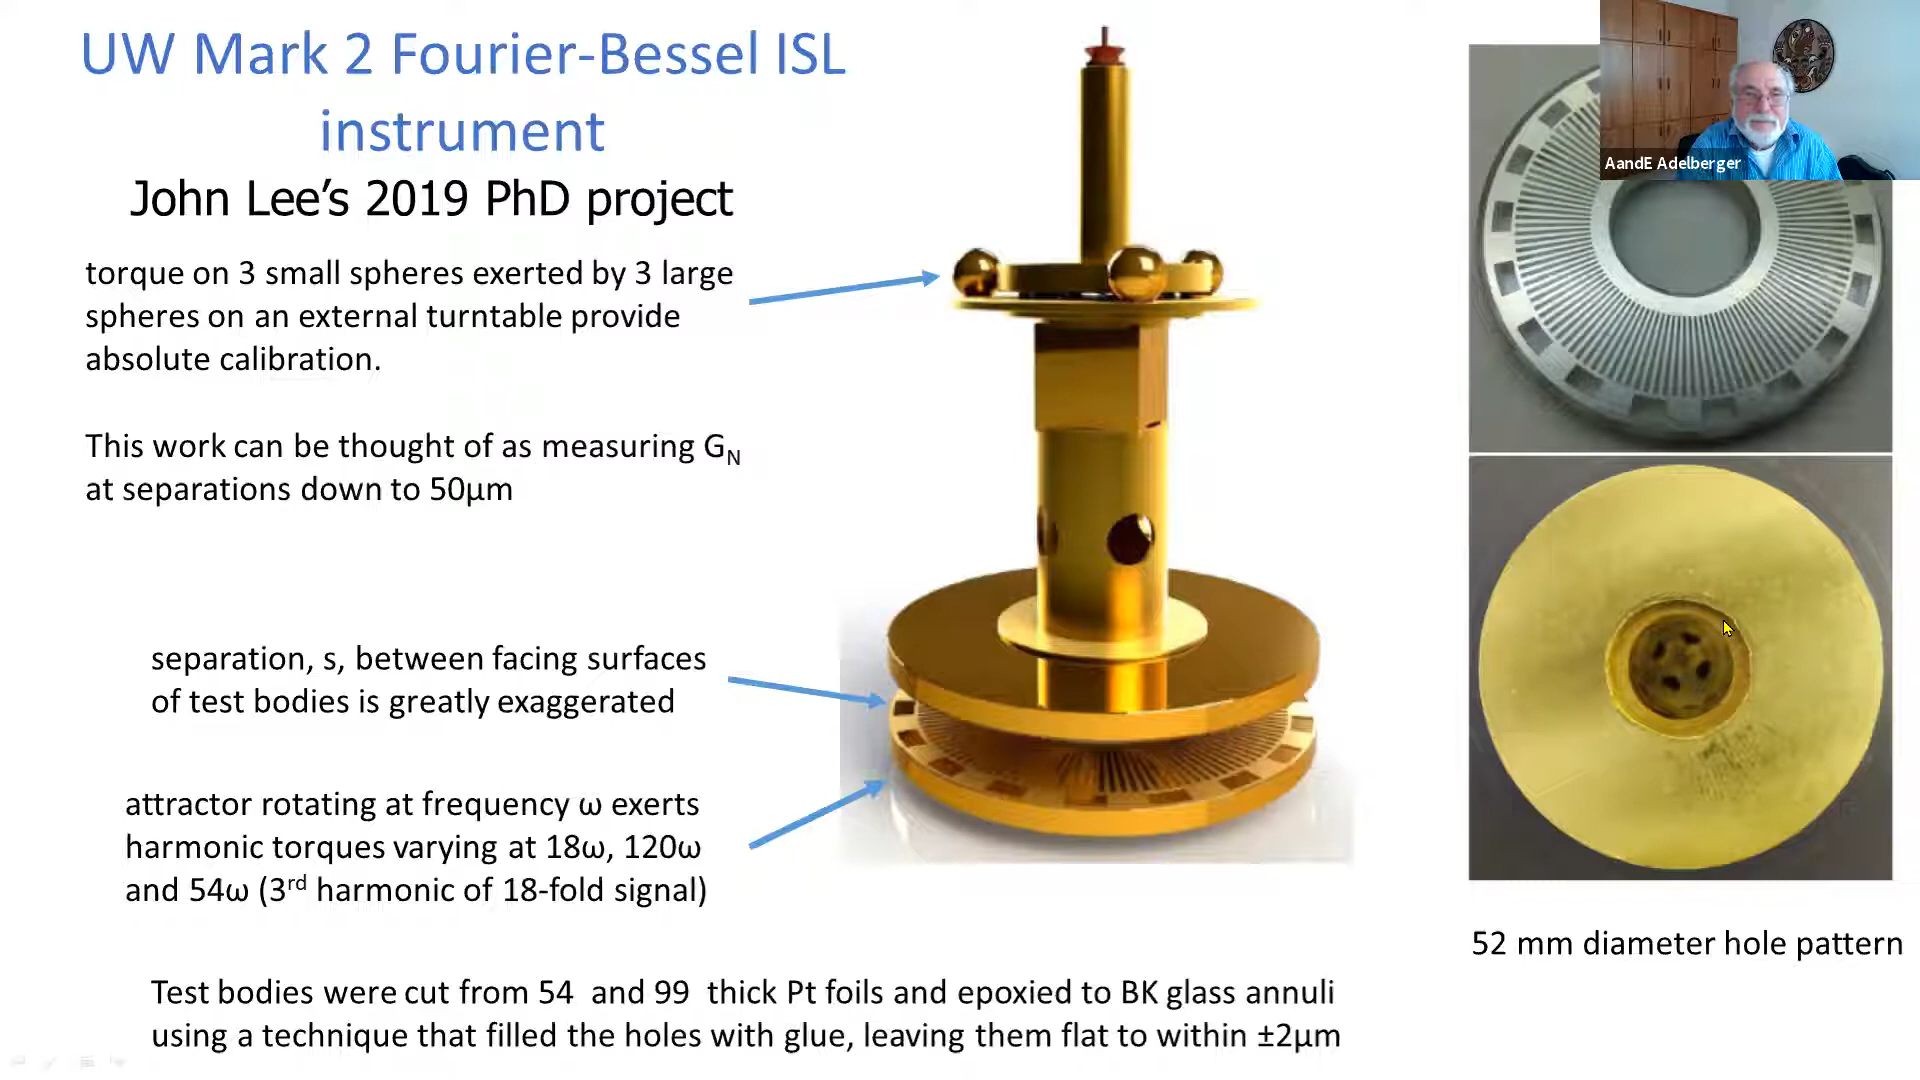 UW Mark 2 Fourier-Bessel ISL
instrument
John Lee's 2019 PhD project
torque on 3 small spheres exerted by 3 large
spheres on an external turntable provide
absolute calibration.
This work can be thought of as measuring G_N
at separations down to 50μm
separation, s, between facing surfaces
of test bodies is greatly exaggerated
attractor rotating at frequency ω exerts
harmonic torques varying at 18ω, 120ω
and 54ω (3rd harmonic of 18-fold signal)
Test bodies were cut from 54 and 99 thick Pt foils and epoxied to BK glass annuli
using a technique that filled the holes with glue, leaving them flat to within ±2μm
AandE Adelberger
52 mm diameter hole pattern